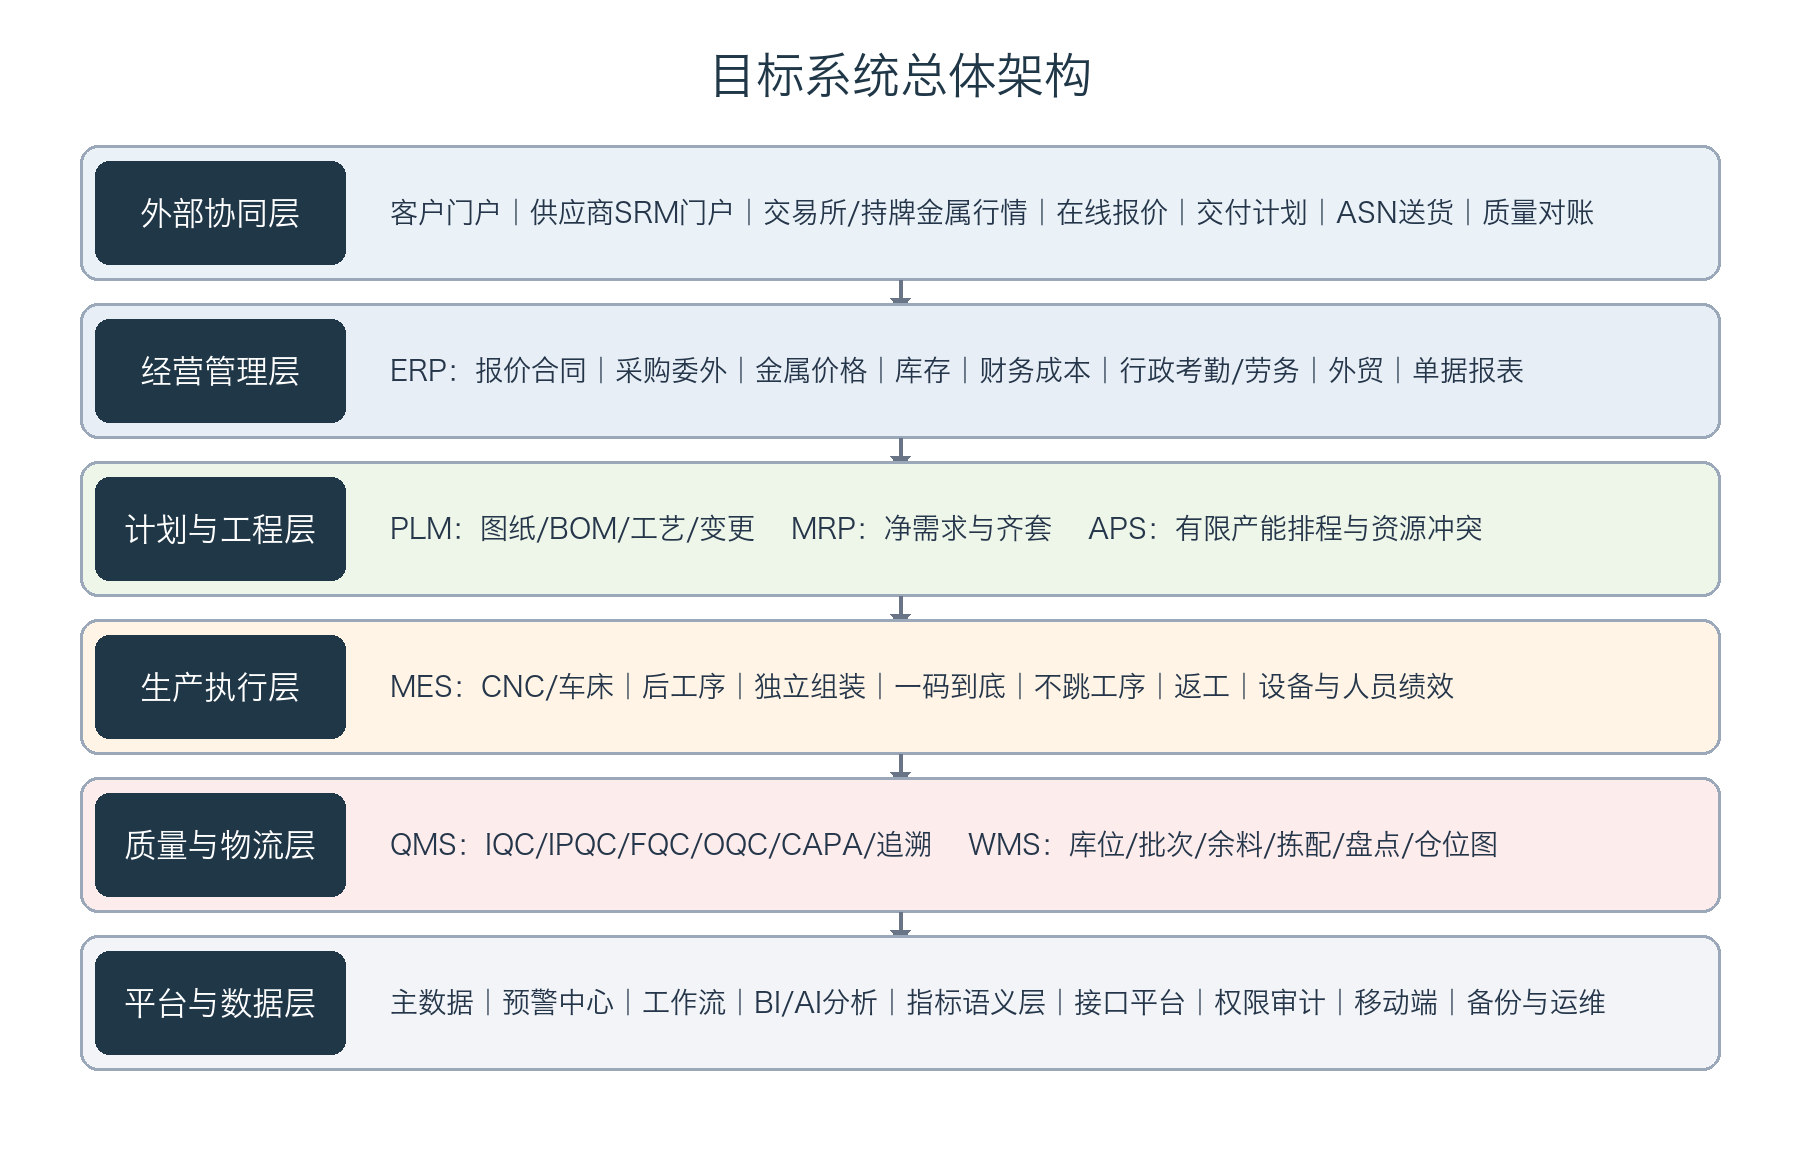 目标系统总体架构
外部协同层
客户门户｜供应商SRM门户｜交易所/持牌金属行情｜在线报价｜交付计划｜ASN送货｜质量对账
经营管理层
ERP：报价合同｜采购委外｜金属价格｜库存｜财务成本｜行政考勤/劳务｜外贸｜单据报表
计划与工程层
PLM：图纸/BOM/工艺/变更　MRP：净需求与齐套　APS：有限产能排程与资源冲突
生产执行层
MES：CNC/车床｜后工序｜独立组装｜一码到底｜不跳工序｜返工｜设备与人员绩效
质量与物流层
QMS：IQC/IPQC/FQC/OQC/CAPA/追溯　WMS：库位/批次/余料/拣配/盘点/仓位图
平台与数据层
主数据｜预警中心｜工作流｜BI/AI分析｜指标语义层｜接口平台｜权限审计｜移动端｜备份与运维